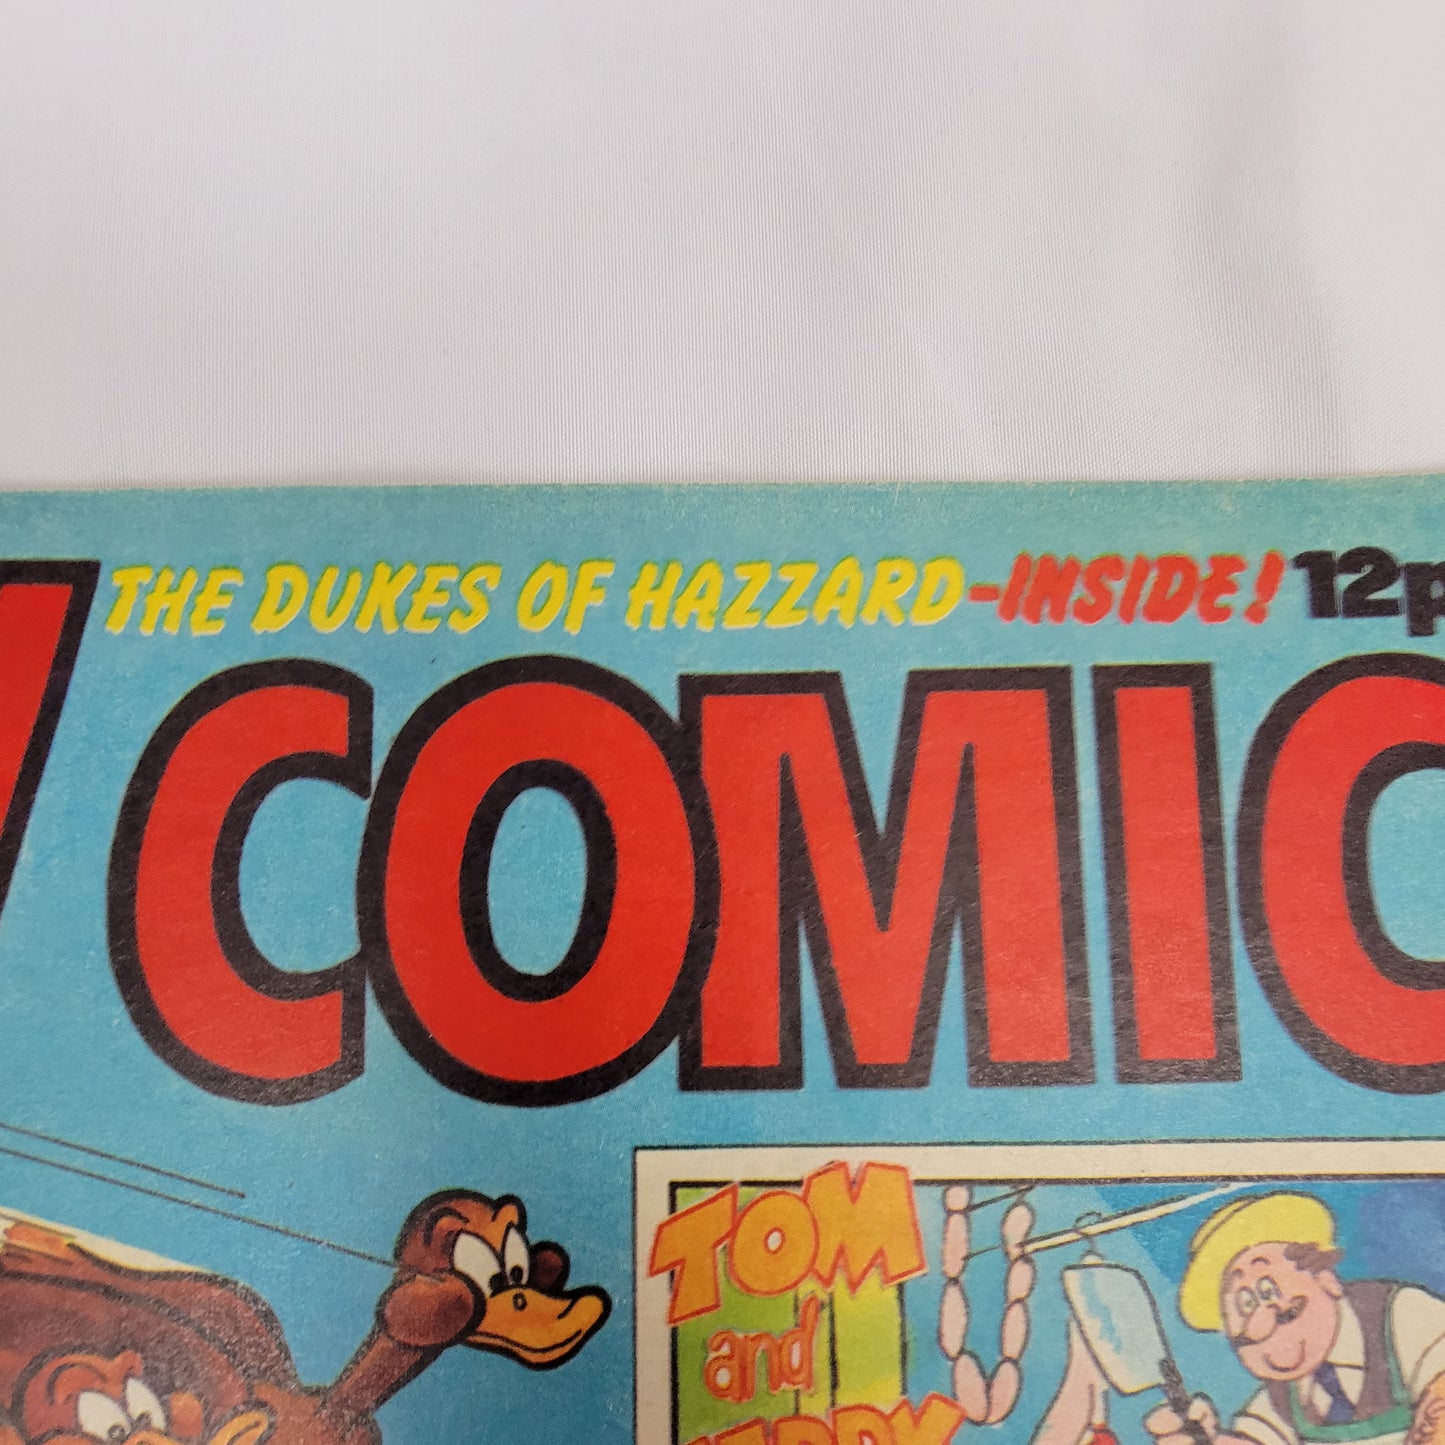 THE DUKES OF HAZZARD-INSIDE! 12p
COMIC
TOM
and